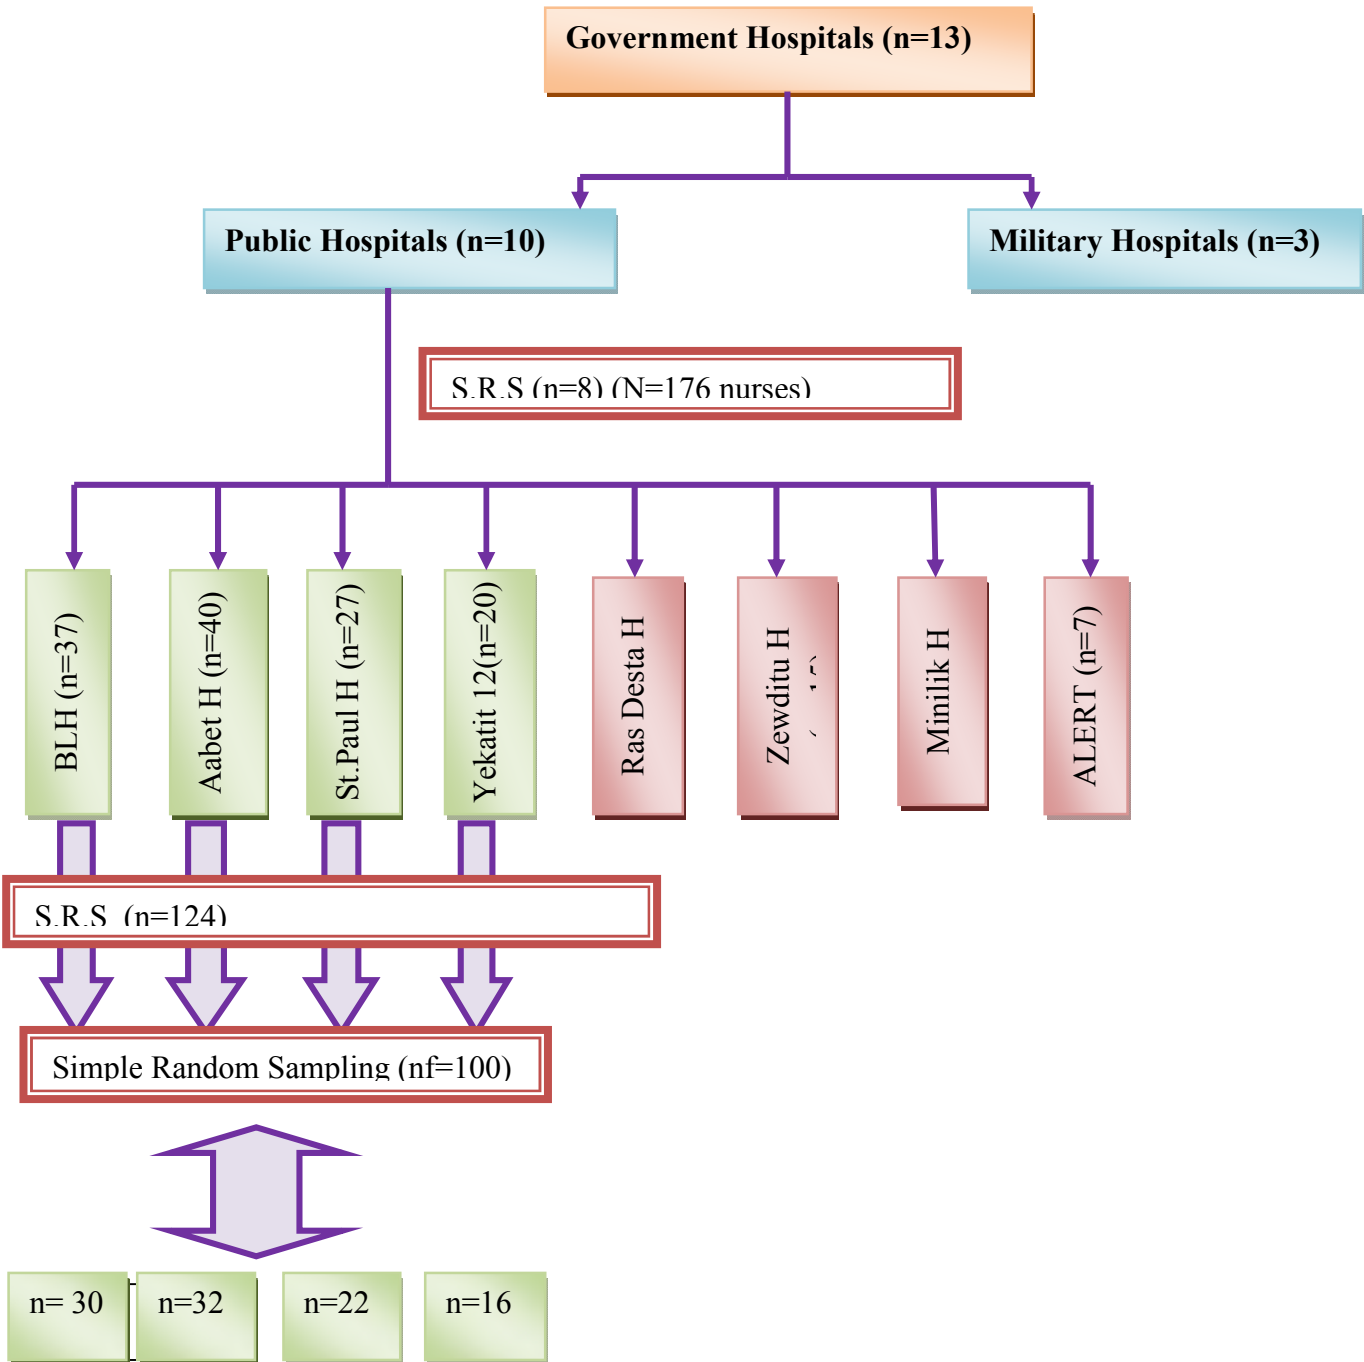 Government Hospitals (n=13)
Public Hospitals (n=10)
Military Hospitals (n=3)
S.R.S (n=8) (N=176 nurses)
BLH (n=37)
Aabet H (n=40)
St.Paul H (n=27)
Yekatit 12(n=20)
Ras Desta H
Zewditu H
Minilik H
ALERT (n=7)
S.R.S (n=124)
Simple Random Sampling (nf=100)
n= 30
n=32
n=22
n=16